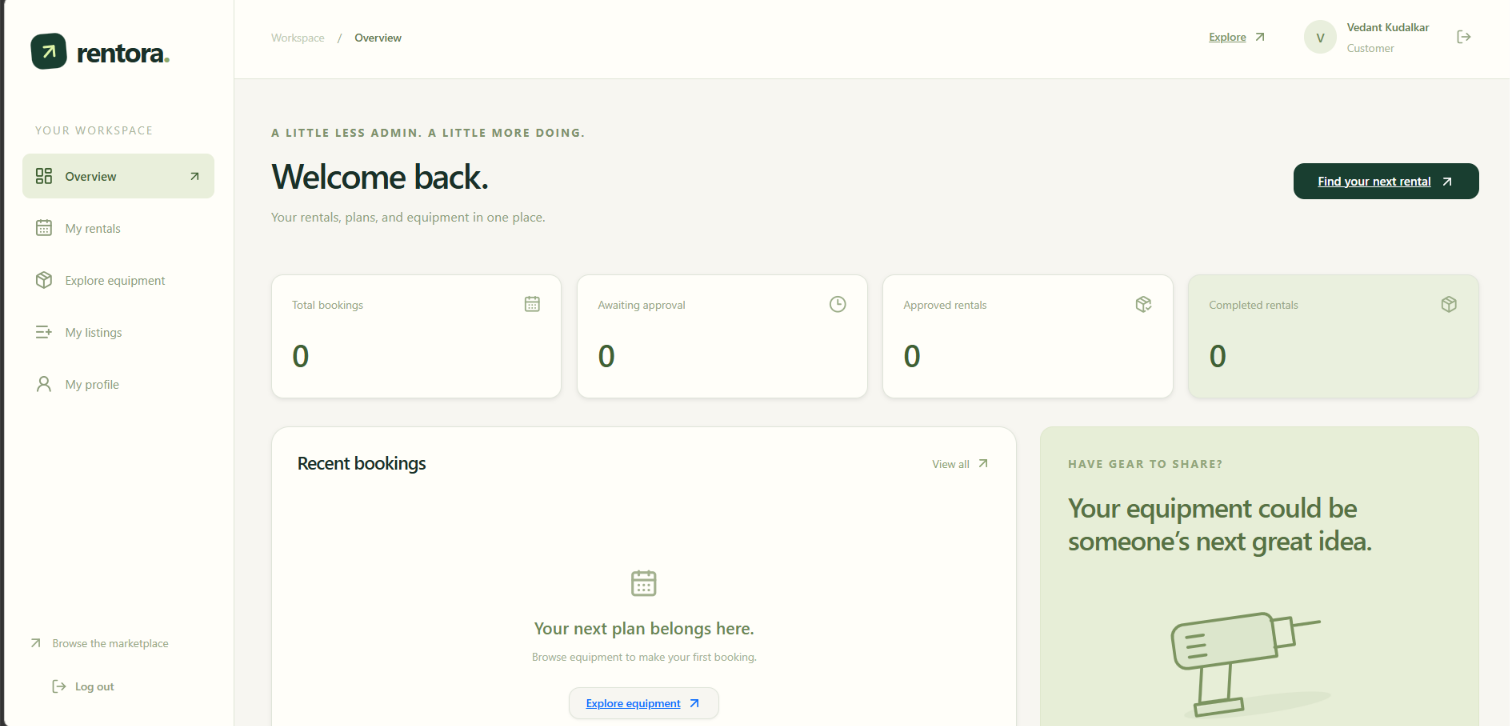 rentora.
YOUR WORKSPACE
Overview
My rentals
Explore equipment
My listings
My profile
Browse the marketplace
Log out
Workspace / Overview
Explore
V
Vedant Kudalkar
Customer
A LITTLE LESS ADMIN. A LITTLE MORE DOING.
Welcome back.
Your rentals, plans, and equipment in one place.
Find your next rental
Total bookings
0
Awaiting approval
0
Approved rentals
0
Completed rentals
0
Recent bookings
View all
Your next plan belongs here.
Browse equipment to make your first booking.
Explore equipment
HAVE GEAR TO SHARE?
Your equipment could be
someone’s next great idea.